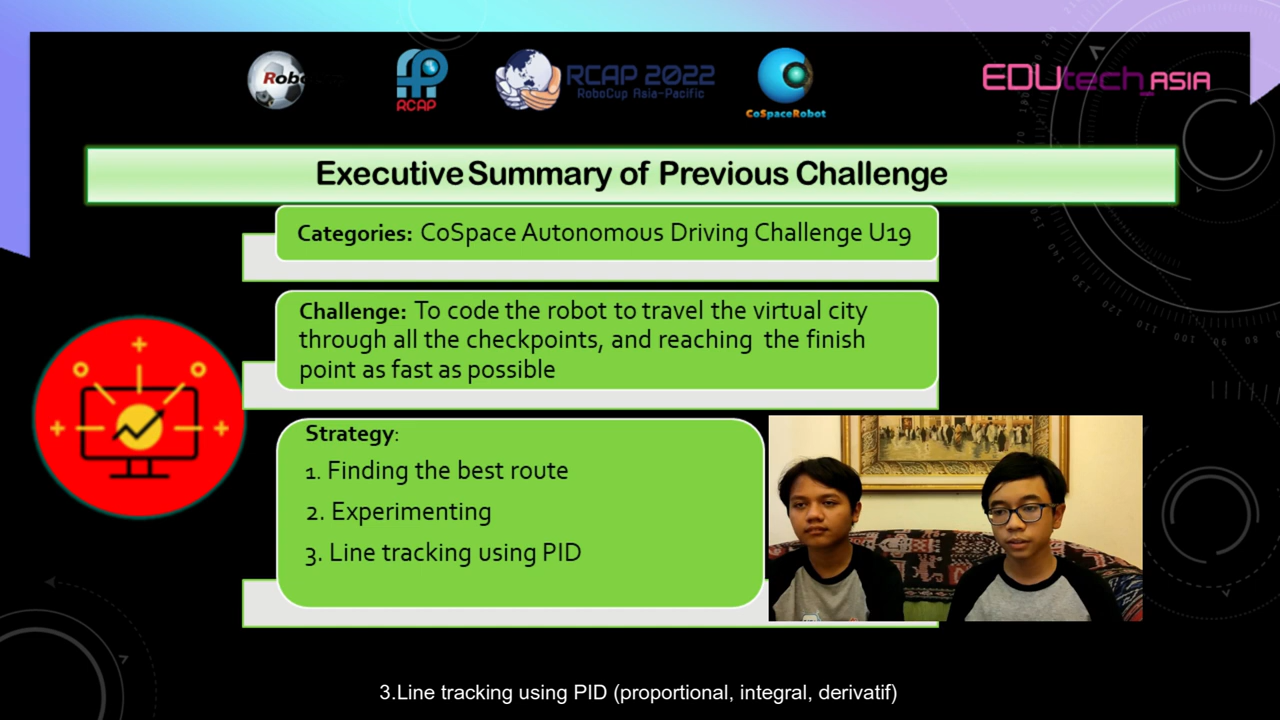 RCAP
RCAP 2022
RoboCup Asia-Pacific
CoSpaceRobot
EDUtech_ASIA
Executive Summary of Previous Challenge
Categories: CoSpace Autonomous Driving Challenge U19
Challenge: To code the robot to travel the virtual city
through all the checkpoints, and reaching the finish
point as fast as possible
Strategy:
1. Finding the best route
2. Experimenting
3. Line tracking using PID
3.Line tracking using PID (proportional, integral, derivatif)